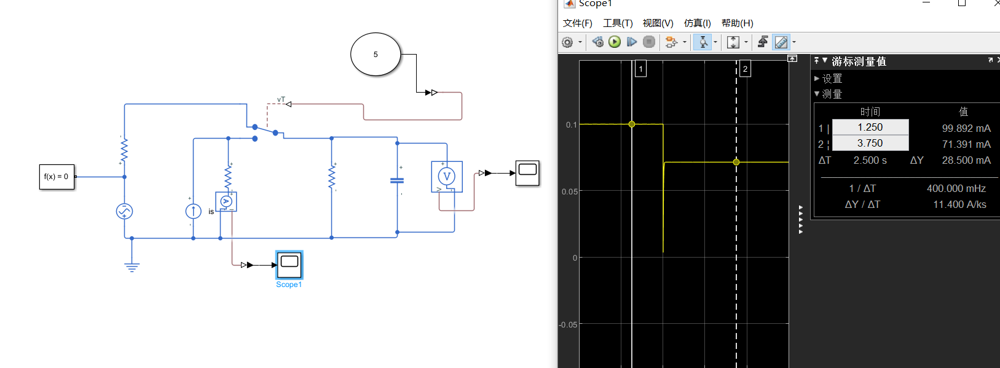 Scope1
文件(F) 工具(T) 视图(V) 仿真(I) 帮助(H)
5
vT
f(x) = 0
+
-
is
A
V
Scope1
1
2
0.1
0.05
0
-0.05
游标测量值
设置
测量
时间 值
1 | 1.250 99.892 mA
2 ¦ 3.750 71.391 mA
ΔT 2.500 s ΔY 28.500 mA
1 / ΔT 400.000 mHz
ΔY / ΔT 11.400 A/ks